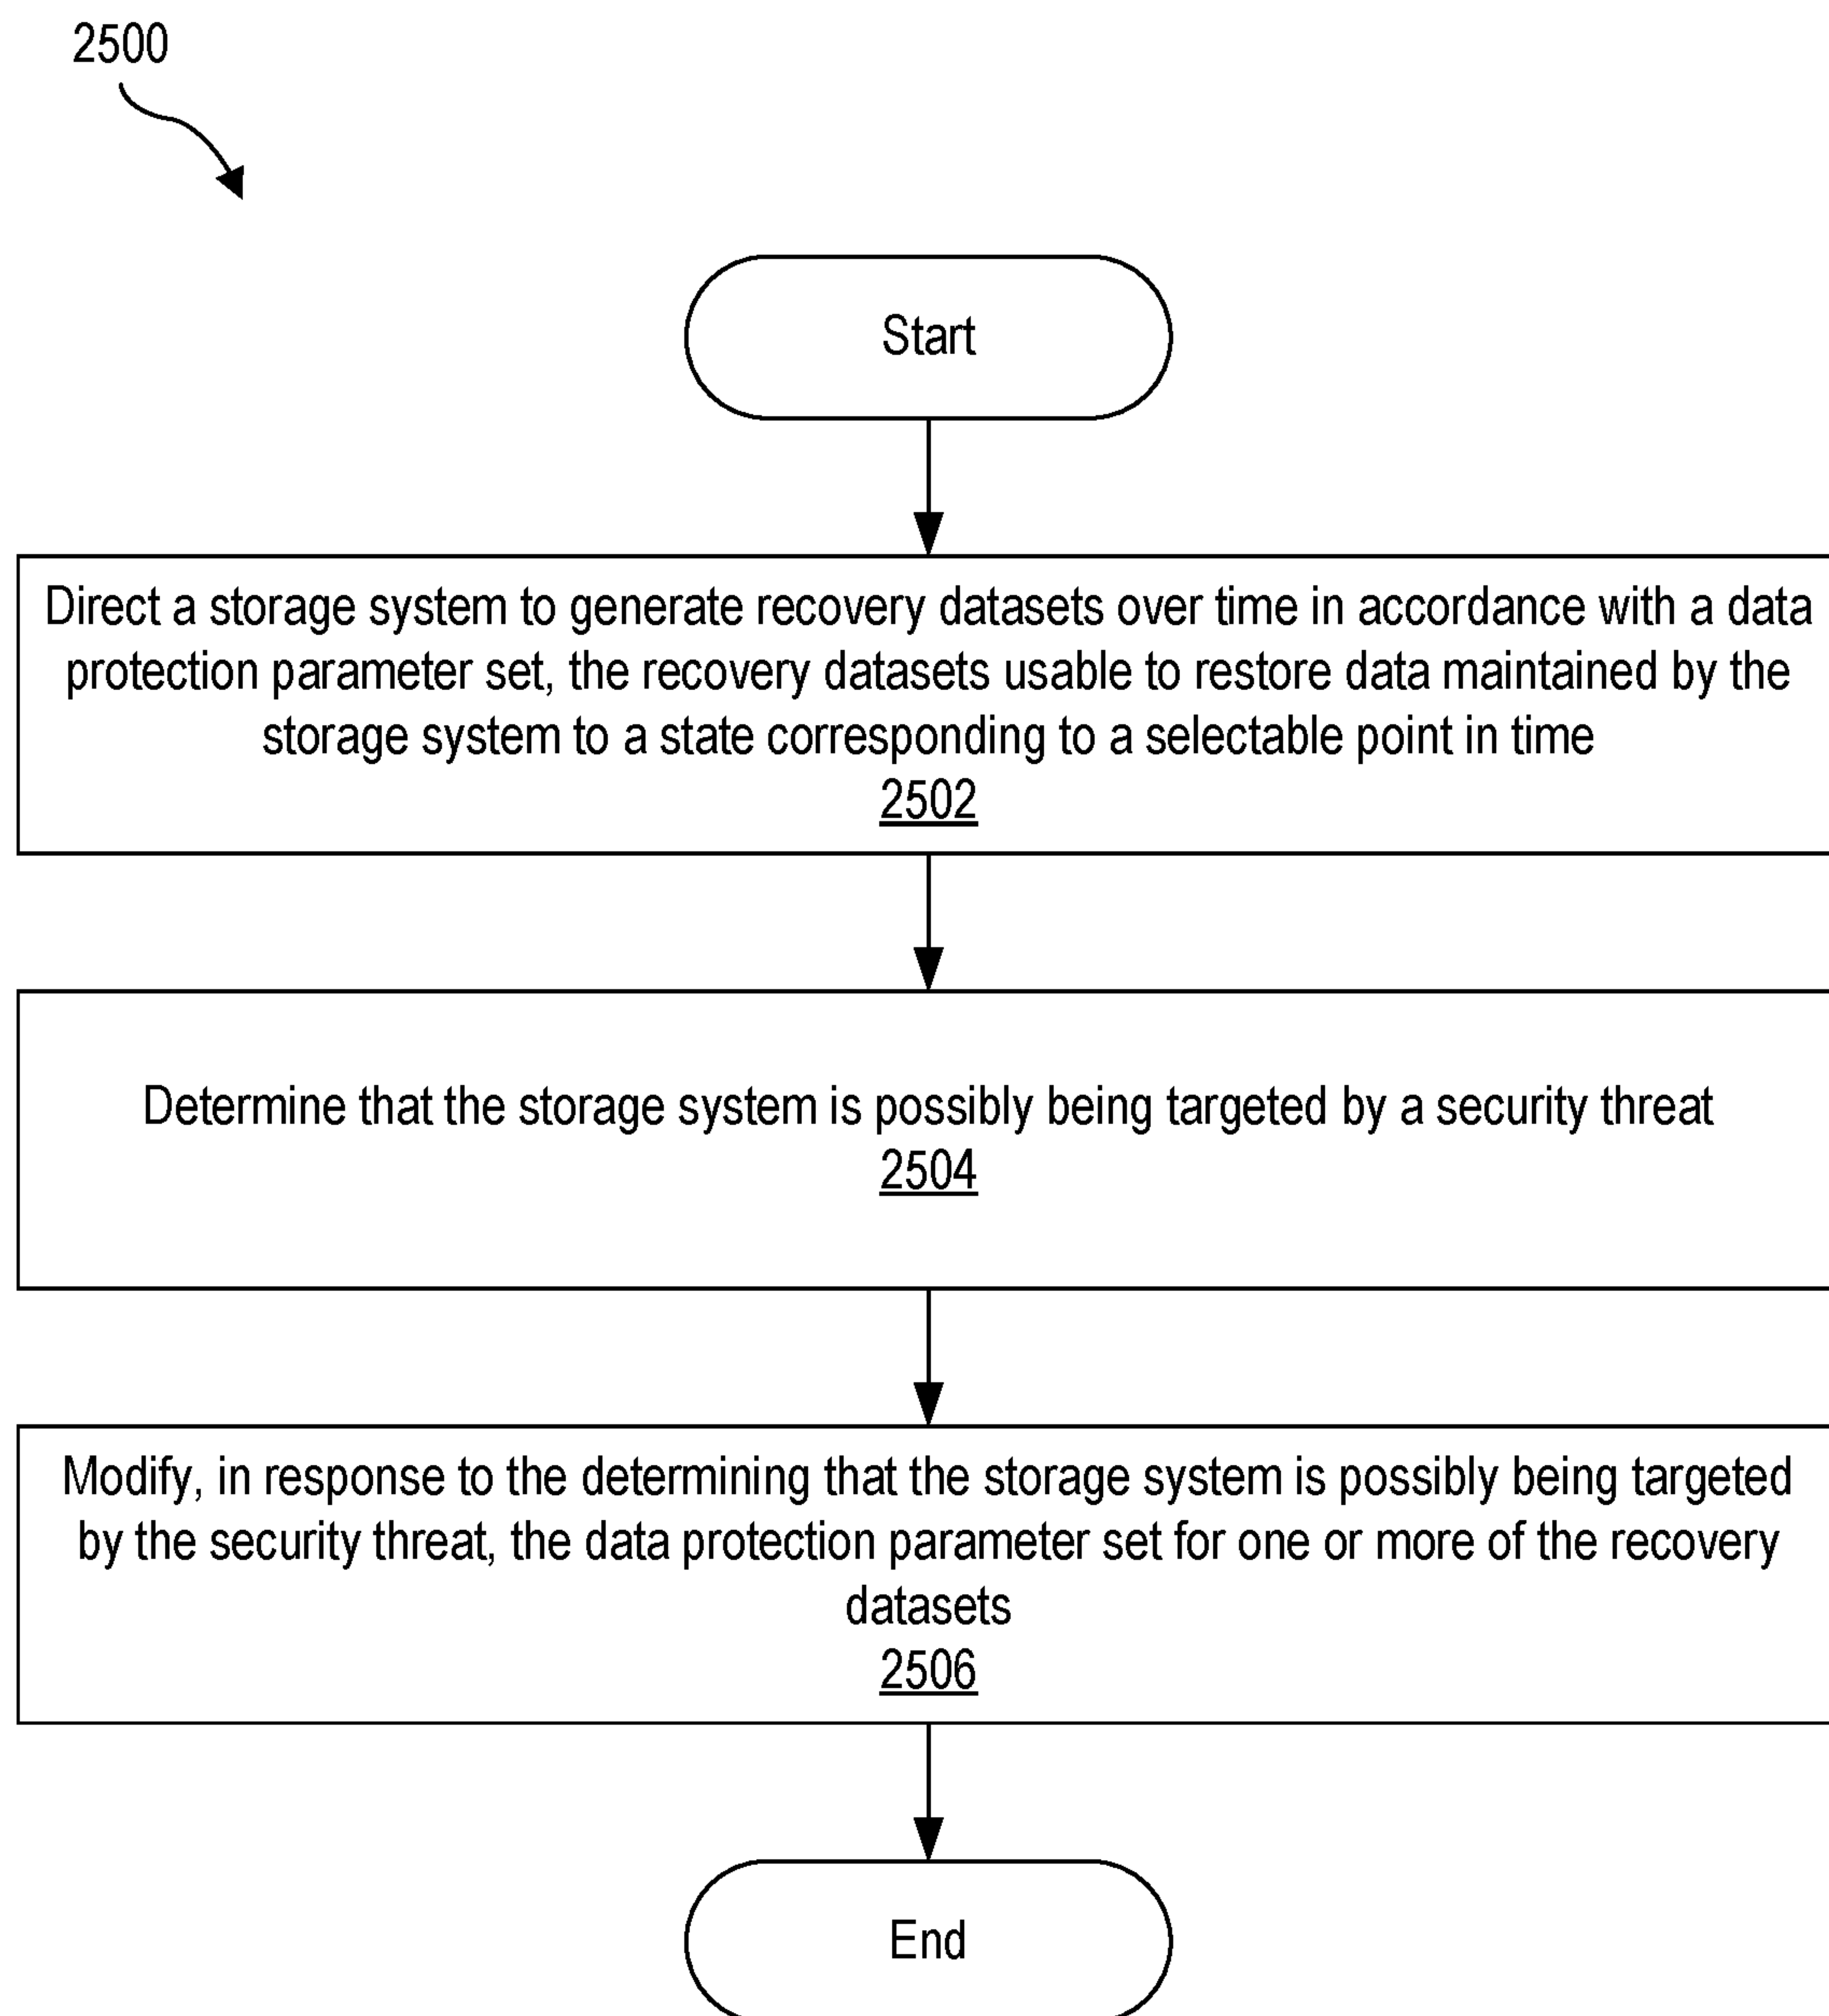 2500
Start
Direct a storage system to generate recovery datasets over time in accordance with a data
protection parameter set, the recovery datasets usable to restore data maintained by the
storage system to a state corresponding to a selectable point in time
2502
Determine that the storage system is possibly being targeted by a security threat
2504
Modify, in response to the determining that the storage system is possibly being targeted
by the security threat, the data protection parameter set for one or more of the recovery
datasets
2506
End